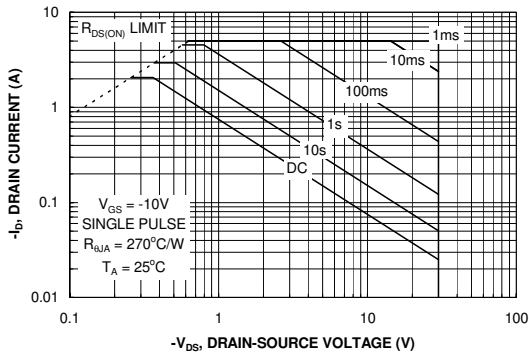 10
1
0.1
0.01
0.1
1
10
100
-I_D, DRAIN CURRENT (A)
-V_DS, DRAIN-SOURCE VOLTAGE (V)
R_DS(ON) LIMIT
1ms
10ms
100ms
1s
10s
DC
V_GS = -10V
SINGLE PULSE
R_θJA = 270°C/W
T_A = 25°C